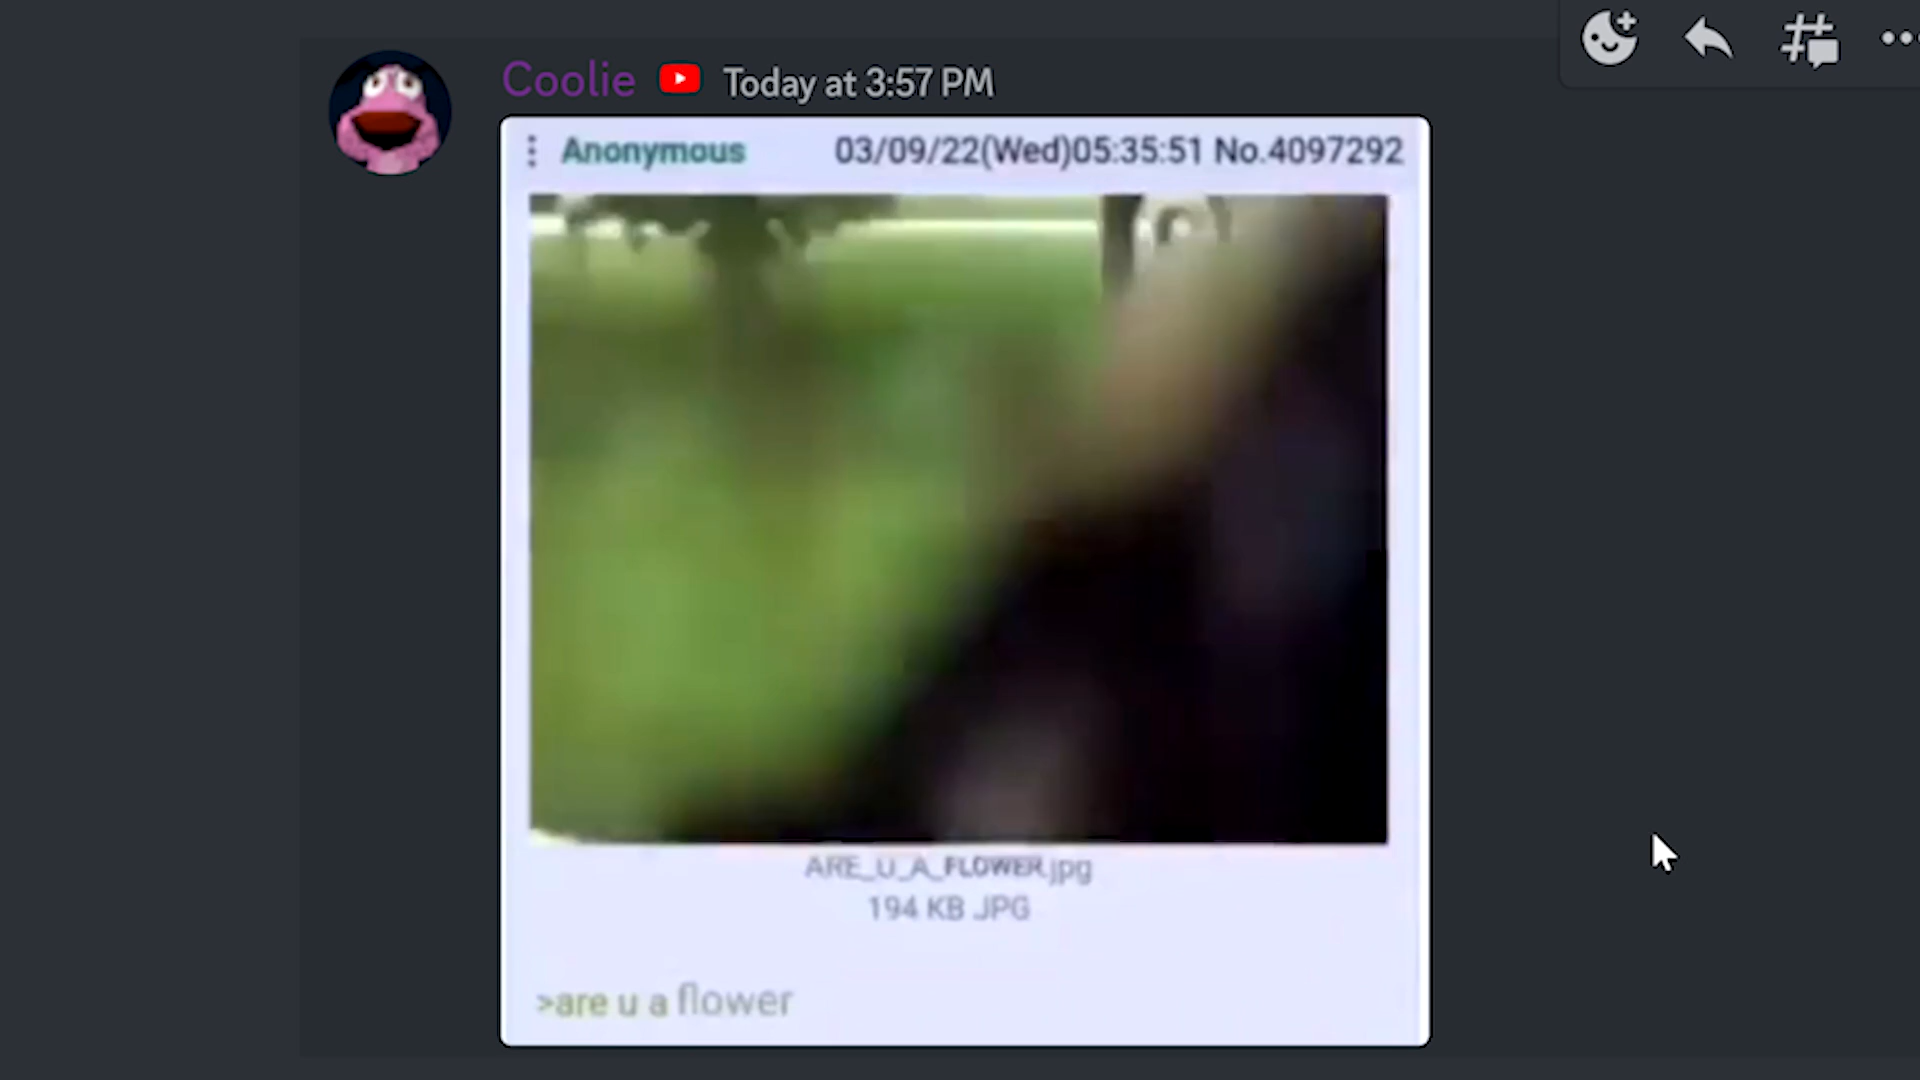 Coolie Today at 3:57 PM
Anonymous 03/09/22(Wed)05:35:51 No.4097292
ARE_U_A_FLOWER.jpg
194 KB JPG
>are u a flower